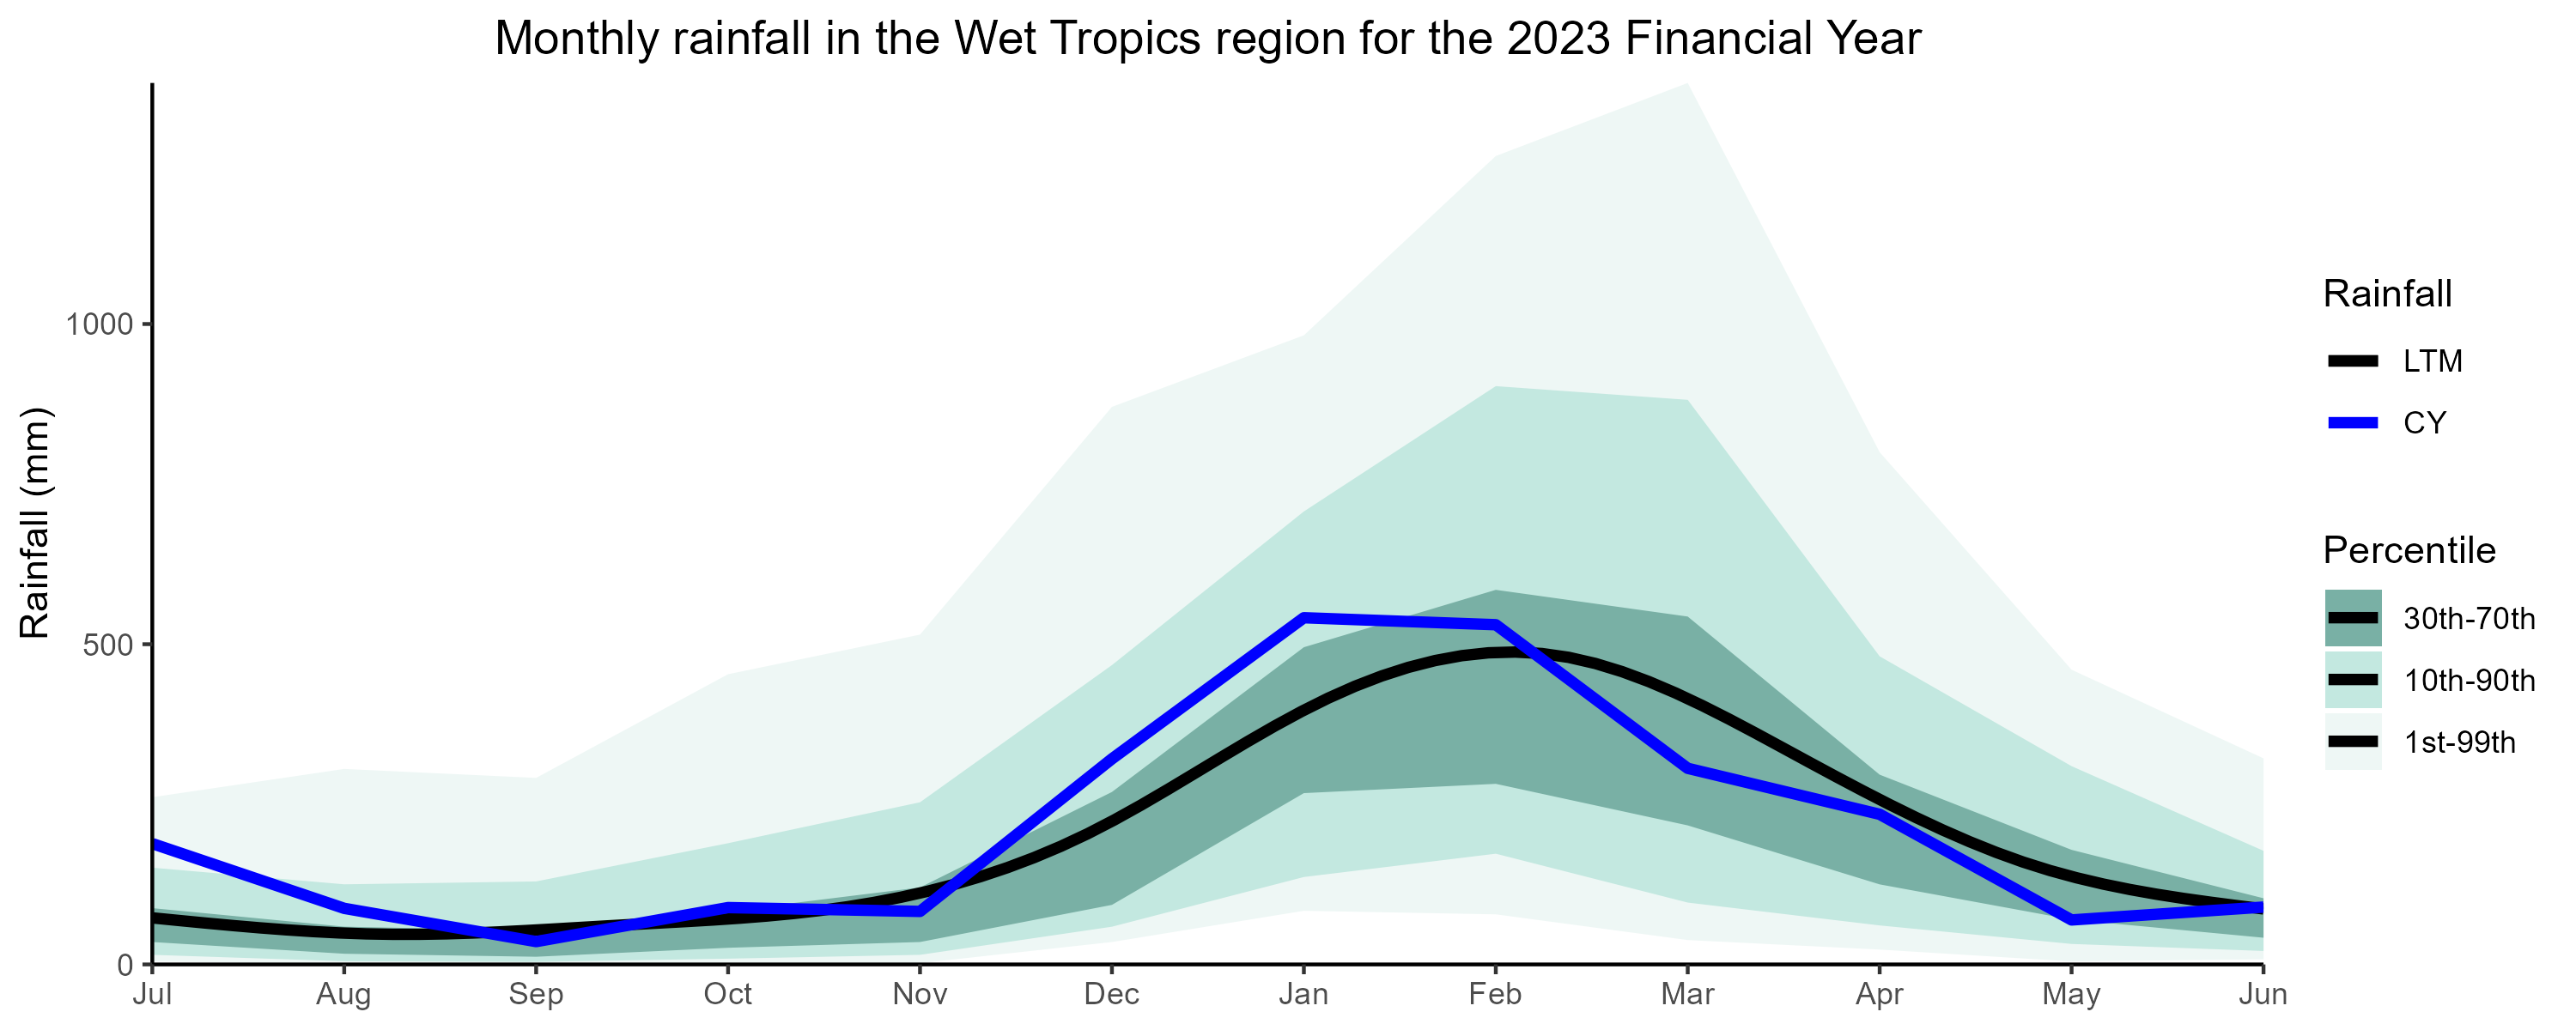 Monthly rainfall in the Wet Tropics region for the 2023 Financial Year
Rainfall (mm)
1000
500
0
Jul Aug Sep Oct Nov Dec Jan Feb Mar Apr May Jun
Rainfall
LTM
CY
Percentile
30th-70th
10th-90th
1st-99th